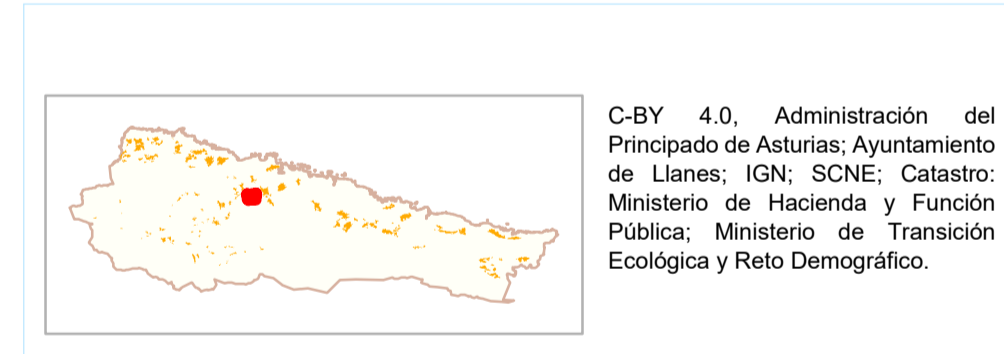 C-BY 4.0, Administración del
Principado de Asturias; Ayuntamiento
de Llanes; IGN; SCNE; Catastro:
Ministerio de Hacienda y Función
Pública; Ministerio de Transición
Ecológica y Reto Demográfico.